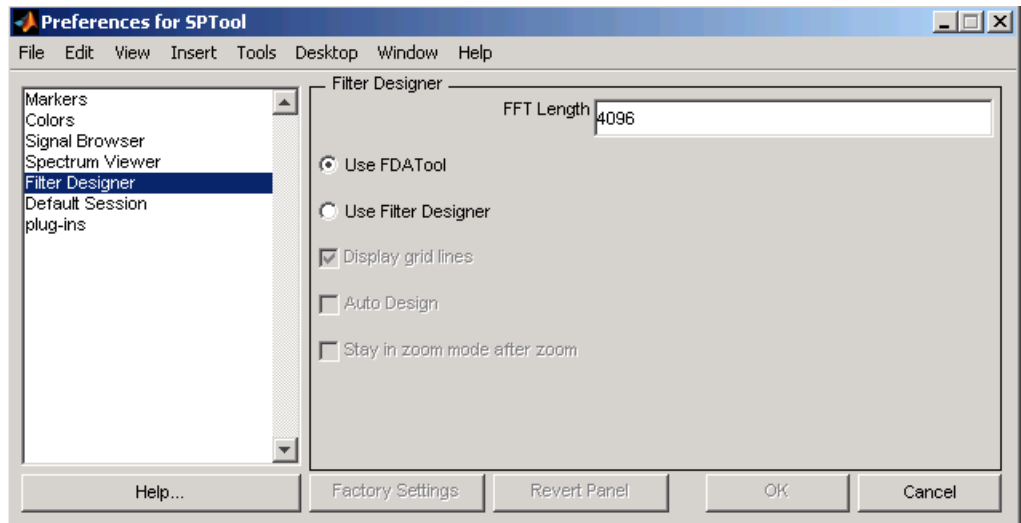 Preferences for SPTool
File Edit View Insert Tools Desktop Window Help
Markers
Colors
Signal Browser
Spectrum Viewer
Filter Designer
Default Session
plug-ins
Filter Designer
FFT Length 4096
Use FDATool
Use Filter Designer
Display grid lines
Auto Design
Stay in zoom mode after zoom
Help... Factory Settings Revert Panel OK Cancel